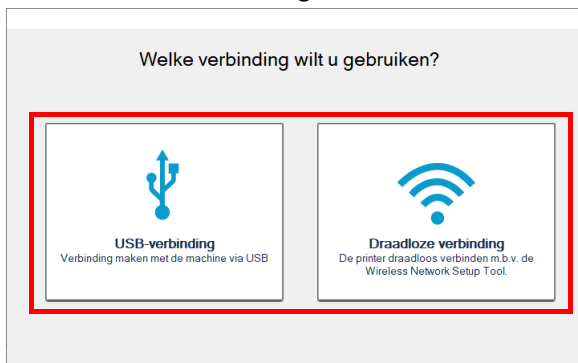 Welke verbinding wilt u gebruiken?
USB-verbinding
Verbinding maken met de machine via USB
Draadloze verbinding
De printer draadloos verbinden m.b.v. de
Wireless Network Setup Tool.